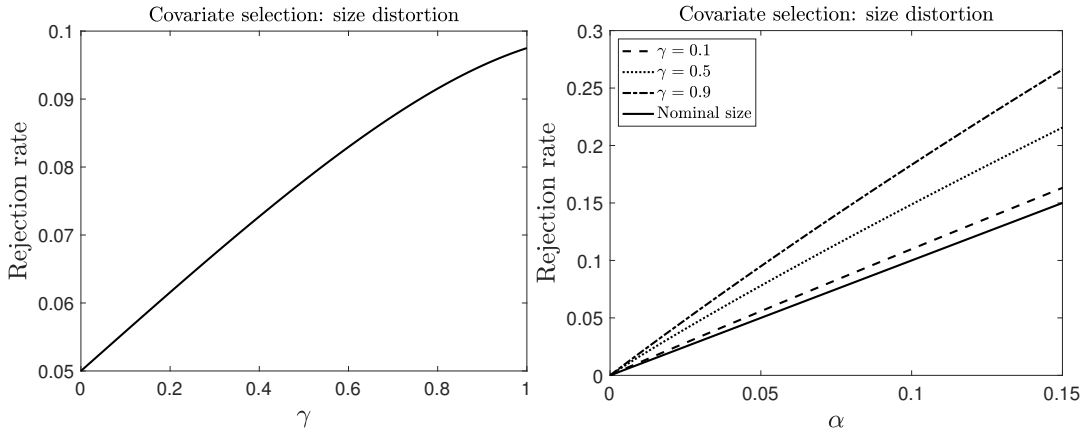 Covariate selection: size distortion
0.1
0.09
0.08
0.07
0.06
0.05
Rejection rate
0
0.2
0.4
0.6
0.8
1
γ
Covariate selection: size distortion
0.3
0.25
0.2
0.15
0.1
0.05
0
Rejection rate
γ = 0.1
γ = 0.5
γ = 0.9
Nominal size
0
0.05
0.1
0.15
α